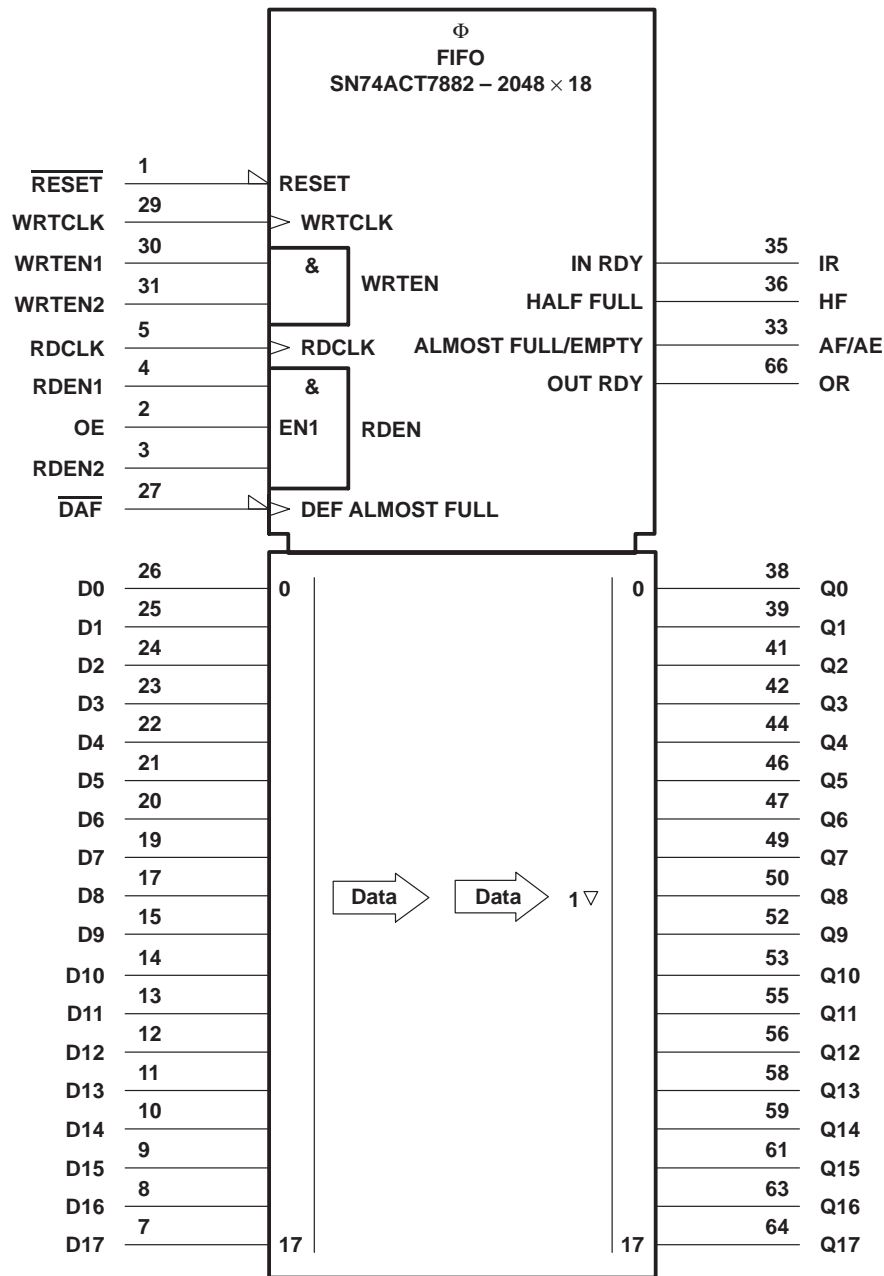 Φ
FIFO
SN74ACT7882 – 2048 × 18
RESET 1 RESET
WRTCLK 29 WRTCLK
WRTEN1 30 & IN RDY 35 IR
WRTEN2 31 WRTEN HALF FULL 36 HF
RDCLK 5 RDCLK ALMOST FULL/EMPTY 33 AF/AE
RDEN1 4 & OUT RDY 66 OR
OE 2 EN1 RDEN
RDEN2 3
DAF 27 DEF ALMOST FULL
D0 26 0 0 38 Q0
D1 25 39 Q1
D2 24 41 Q2
D3 23 42 Q3
D4 22 44 Q4
D5 21 46 Q5
D6 20 47 Q6
D7 19 49 Q7
D8 17 Data Data 1 50 Q8
D9 15 52 Q9
D10 14 53 Q10
D11 13 55 Q11
D12 12 56 Q12
D13 11 58 Q13
D14 10 59 Q14
D15 9 61 Q15
D16 8 63 Q16
D17 7 17 17 64 Q17